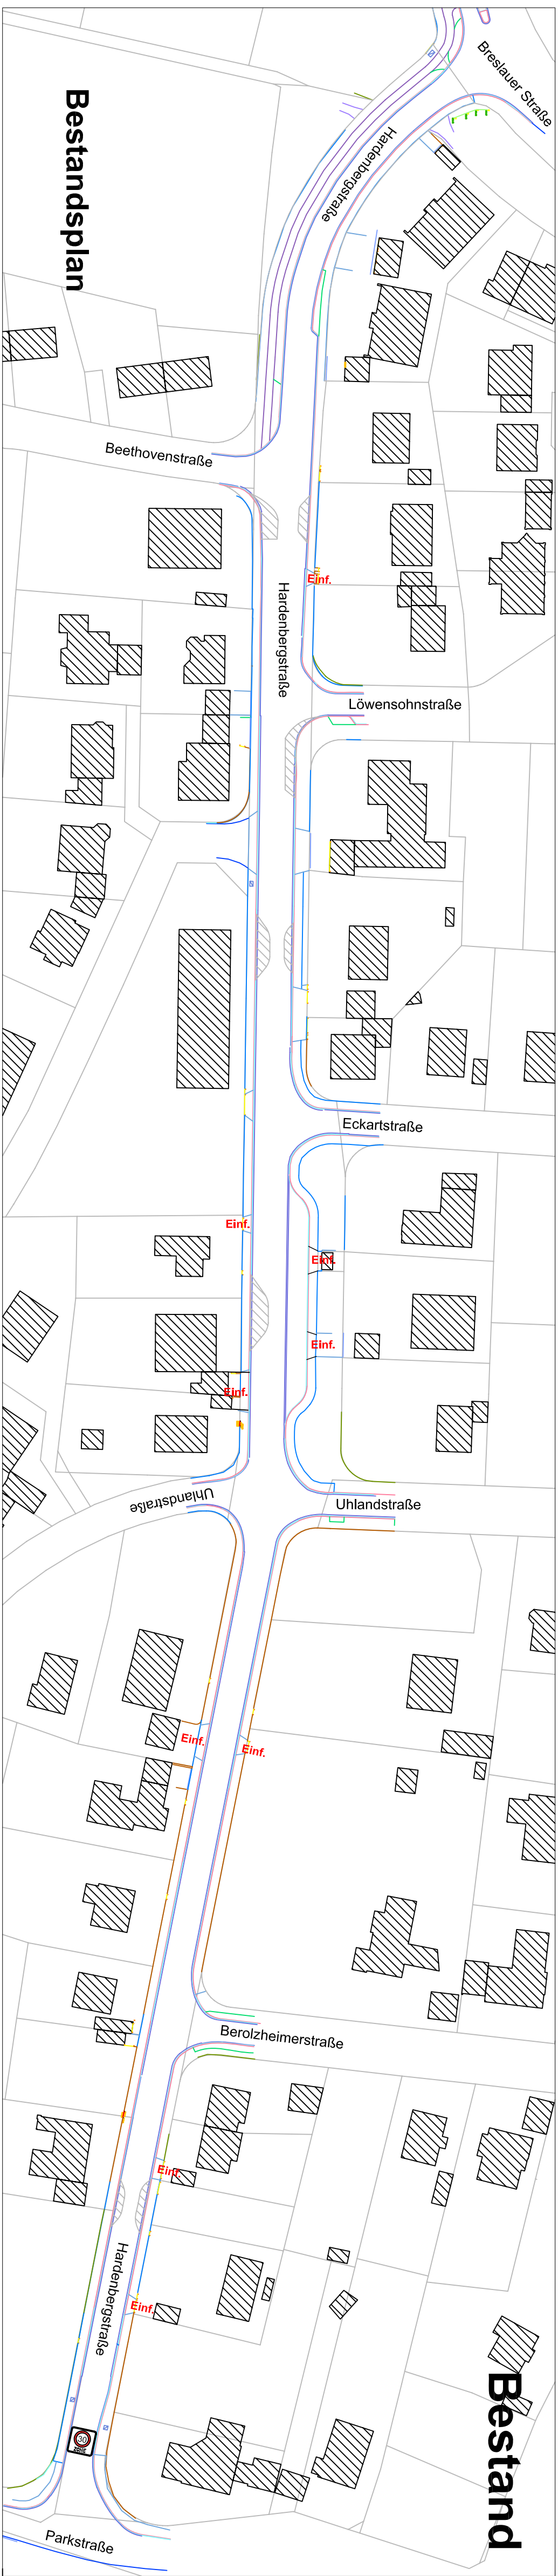 Breslauer Straße
Bestandsplan
Hardenbergstraße
Beethovenstraße
Einf.
Hardenbergstraße
Löwensohnstraße
Eckartstraße
Einf.
Einf.
Einf.
Einf.
Uhlandstraße
Uhlandstraße
Einf.
Einf.
Berolzheimerstraße
Einf.
Hardenbergstraße
Einf.
Bestand
30
ZONE
Parkstraße